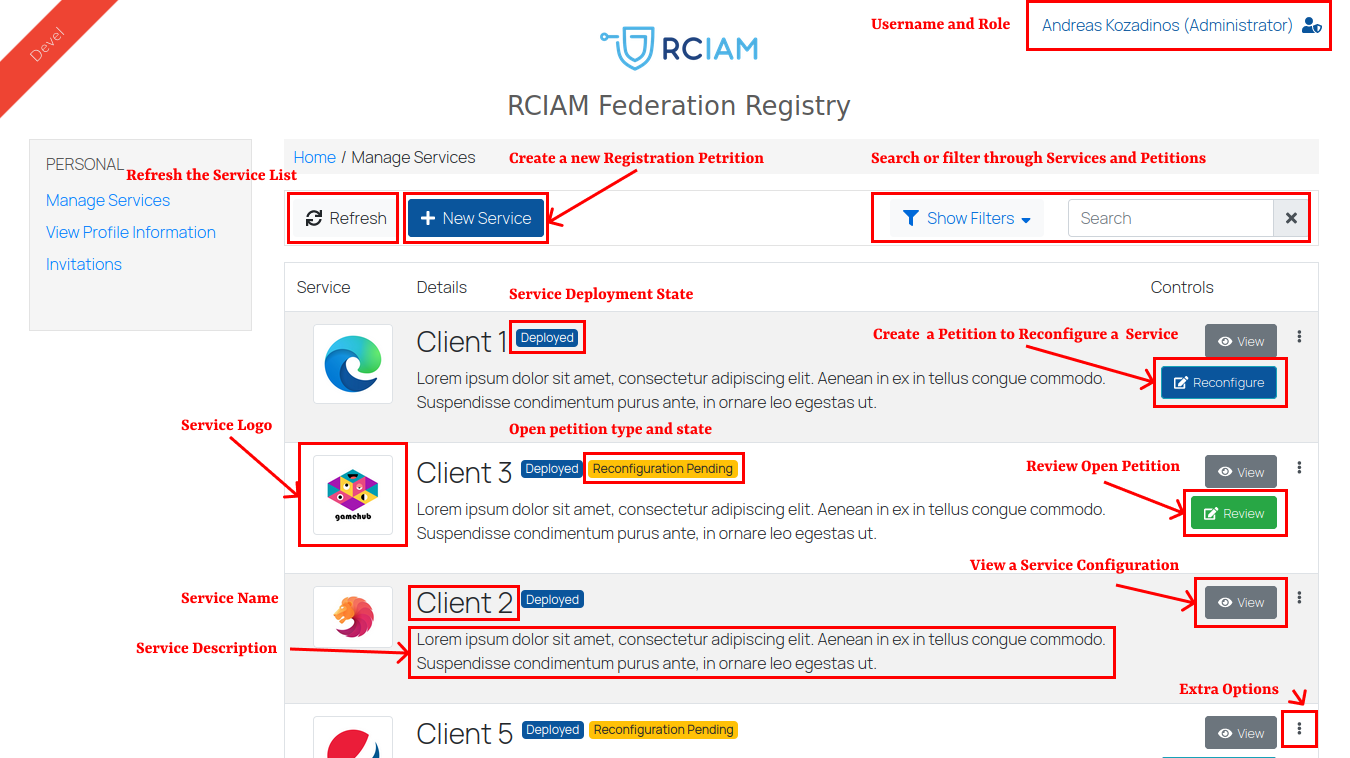 Devel
Username and Role
Andreas Kozadinos (Administrator)
RCIAM
RCIAM Federation Registry
PERSONAL
Refresh the Service List
Manage Services
View Profile Information
Invitations
Home / Manage Services
Create a new Registration Petrition
Search or filter through Services and Petitions
Refresh
New Service
Show Filters
Search
Service
Details
Controls
Service Deployment State
Client 1
Deployed
Create a Petition to Reconfigure a Service
View
Lorem ipsum dolor sit amet, consectetur adipiscing elit. Aenean in ex in tellus congue commodo.
Suspendisse condimentum purus ante, in ornare leo egestas ut.
Reconfigure
Service Logo
Open petition type and state
gamehub
Client 3
Deployed
Reconfiguration Pending
Review Open Petition
View
Lorem ipsum dolor sit amet, consectetur adipiscing elit. Aenean in ex in tellus congue commodo.
Suspendisse condimentum purus ante, in ornare leo egestas ut.
Review
View a Service Configuration
Service Name
Client 2
Deployed
View
Service Description
Lorem ipsum dolor sit amet, consectetur adipiscing elit. Aenean in ex in tellus congue commodo.
Suspendisse condimentum purus ante, in ornare leo egestas ut.
Extra Options
Client 5
Deployed
Reconfiguration Pending
View